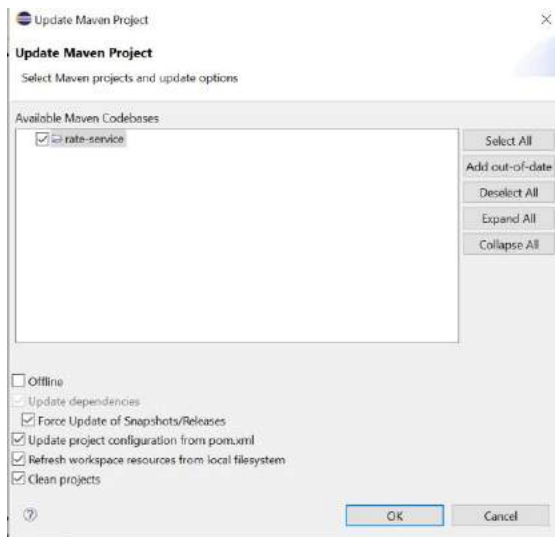 Update Maven Project
Update Maven Project
Select Maven projects and update options
Available Maven Codebases
rate-service
Select All
Add out-of-date
Deselect All
Expand All
Collapse All
Offline
Update dependencies
Force Update of Snapshots/Releases
Update project configuration from pom.xml
Refresh workspace resources from local filesystem
Clean projects
?
OK
Cancel